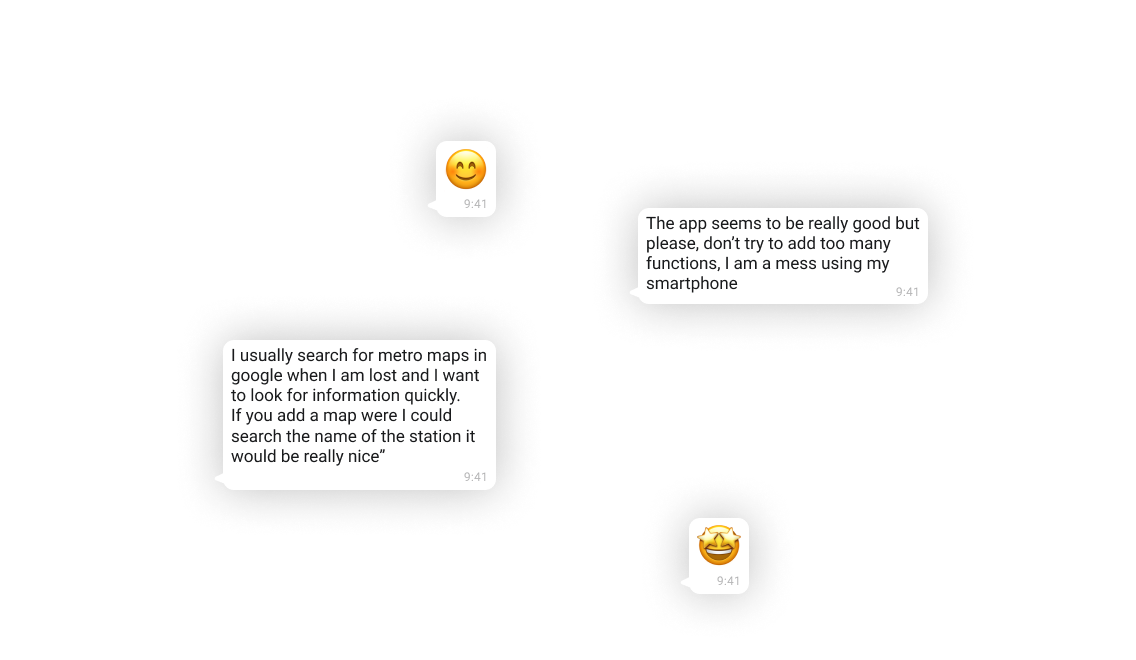 😊
9:41
The app seems to be really good but
please, don’t try to add too many
functions, I am a mess using my
smartphone
9:41
I usually search for metro maps in
google when I am lost and I want
to look for information quickly.
If you add a map were I could
search the name of the station it
would be really nice”
9:41
🤩
9:41